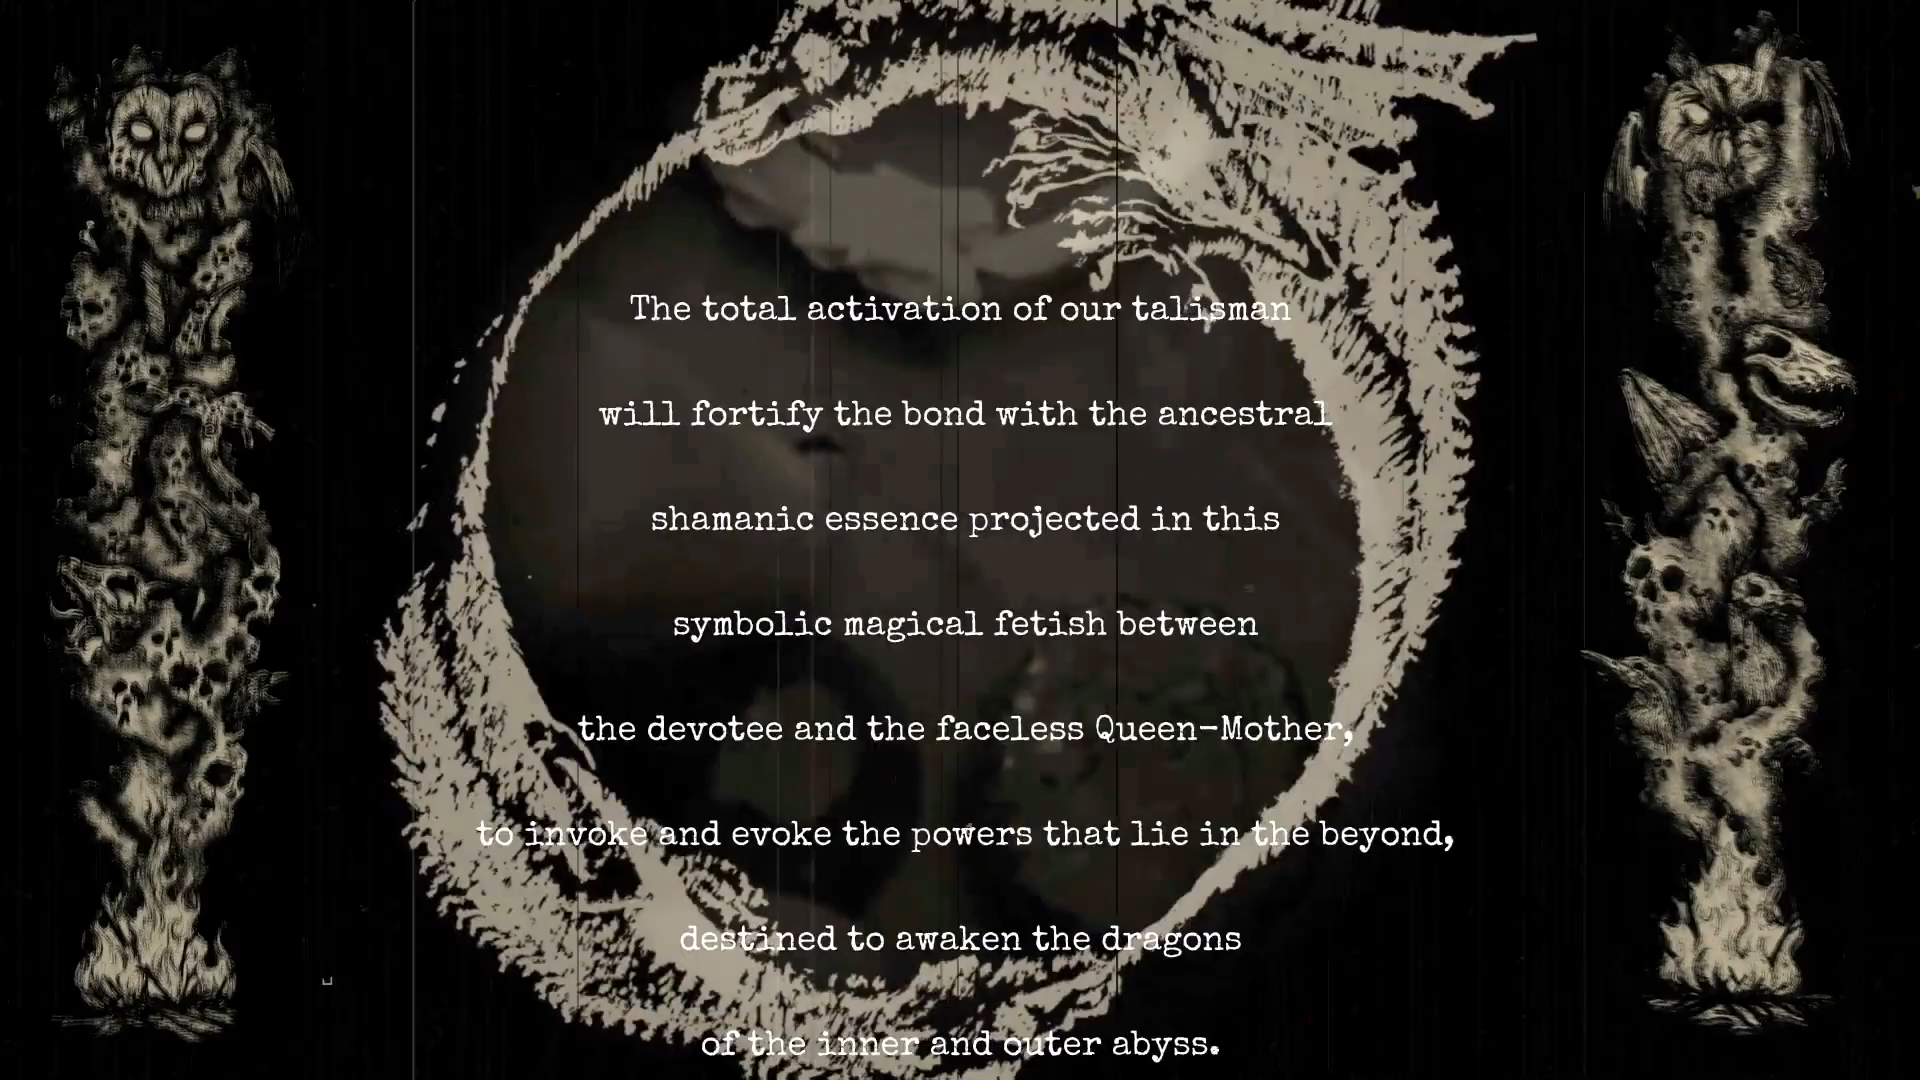 The total activation of our talisman
will fortify the bond with the ancestral
shamanic essence projected in this
symbolic magical fetish between
the devotee and the faceless Queen-Mother,
to invoke and evoke the powers that lie in the beyond,
destined to awaken the dragons
of the inner and outer abyss.